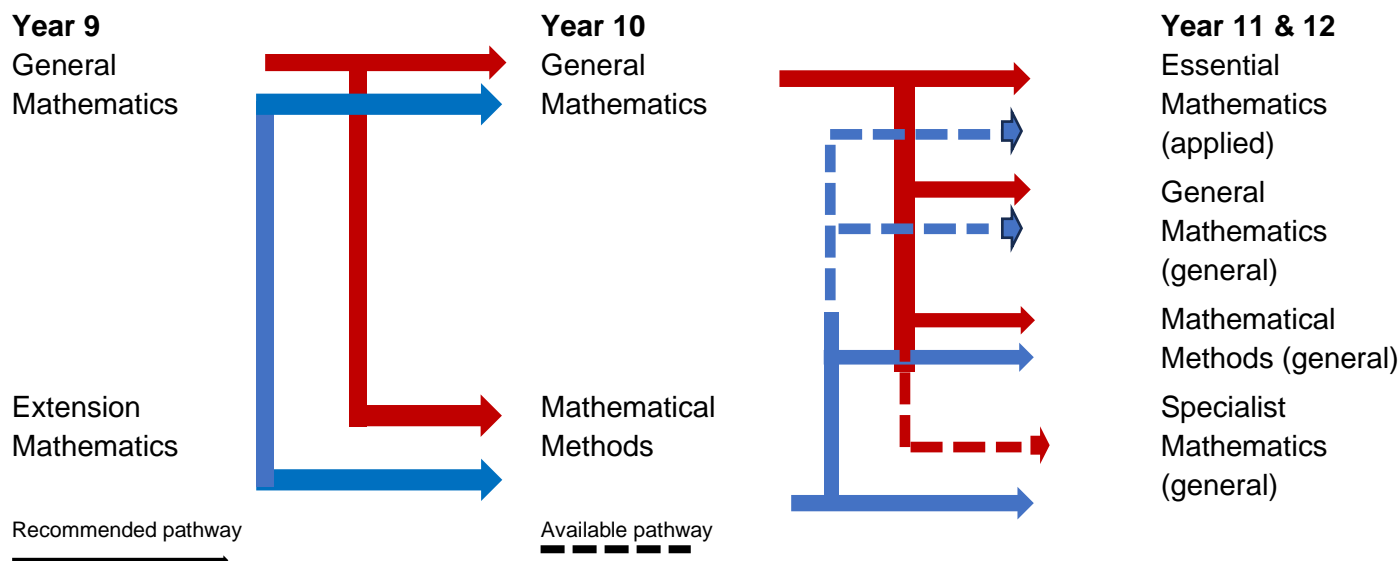 Year 9
General
Mathematics
Extension
Mathematics
Recommended pathway
Year 10
General
Mathematics
Mathematical
Methods
Available pathway
Year 11 & 12
Essential
Mathematics
(applied)
General
Mathematics
(general)
Mathematical
Methods (general)
Specialist
Mathematics
(general)